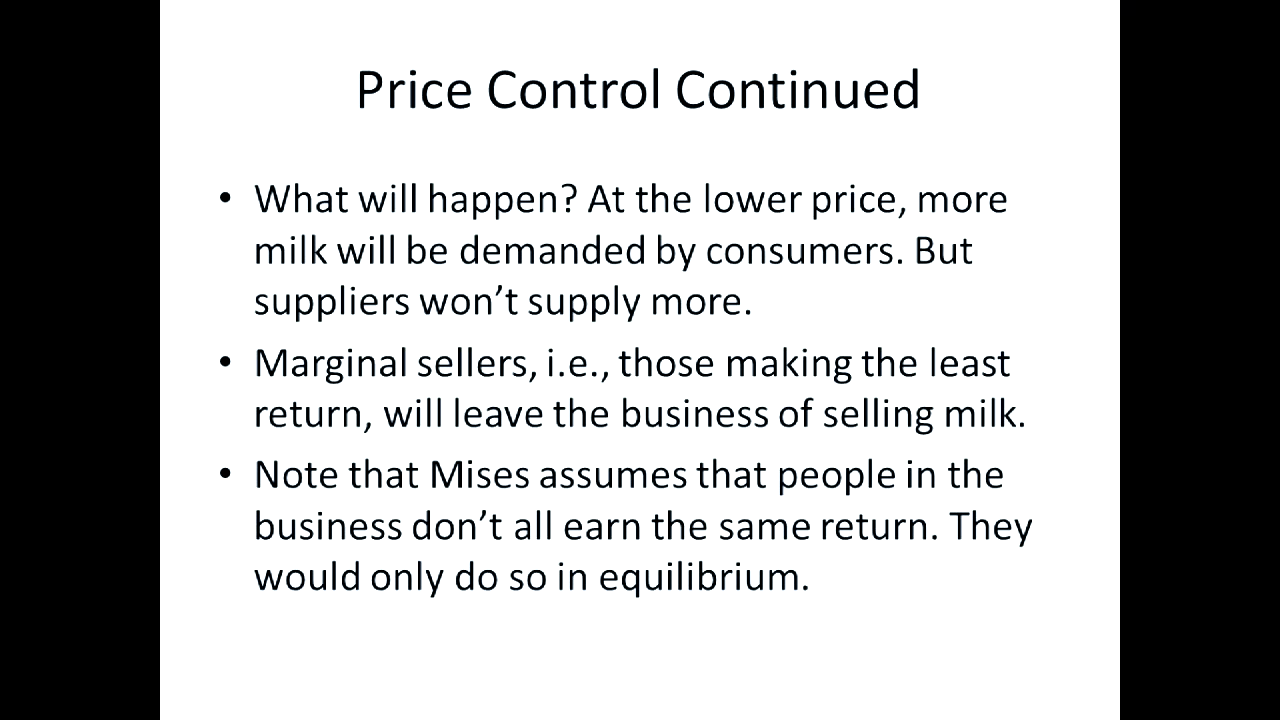 Price Control Continued
• What will happen? At the lower price, more
milk will be demanded by consumers. But
suppliers won’t supply more.
• Marginal sellers, i.e., those making the least
return, will leave the business of selling milk.
• Note that Mises assumes that people in the
business don’t all earn the same return. They
would only do so in equilibrium.